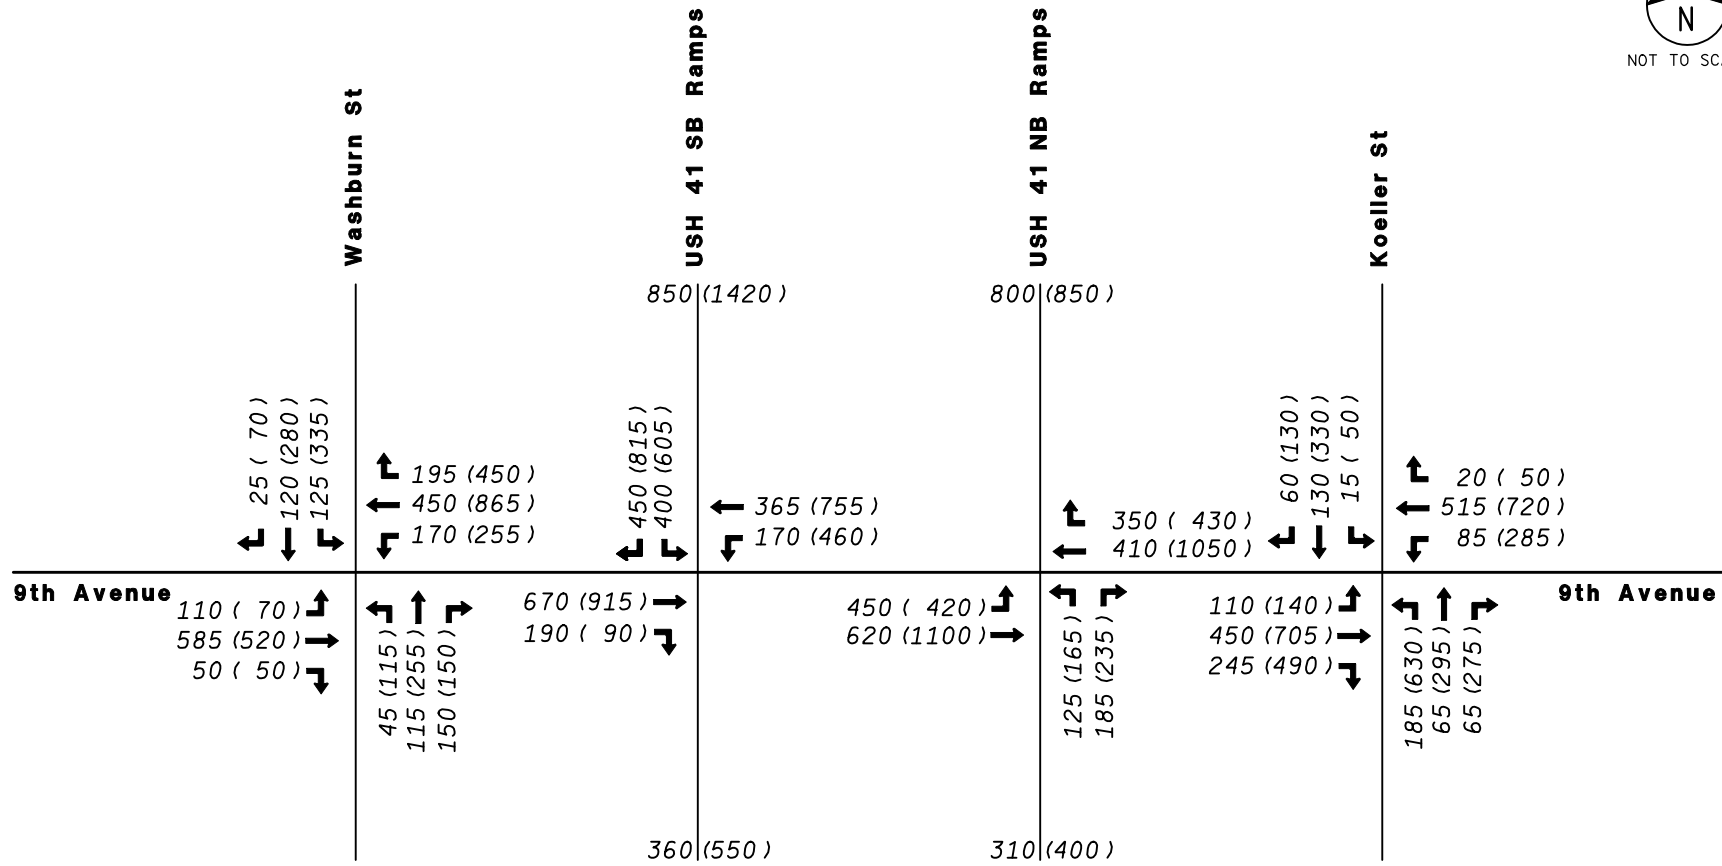 N
NOT TO SC
Washburn St
USH 41 SB Ramps
USH 41 NB Ramps
Koeller St
850 (1420)
800 (850)
25 ( 70)
120 (280)
125 (335)
195 (450)
450 (865)
170 (255)
450 (815)
400 (605)
365 (755)
170 (460)
350 ( 430)
410 (1050)
60 (130)
130 (330)
15 ( 50)
20 ( 50)
515 (720)
85 (285)
9th Avenue
9th Avenue
110 ( 70)
585 (520)
50 ( 50)
45 (115)
115 (255)
150 (150)
670 (915)
190 ( 90)
450 ( 420)
620 (1100)
125 (165)
185 (235)
110 (140)
450 (705)
245 (490)
185 (630)
65 (295)
65 (275)
360 (550)
310 (400)